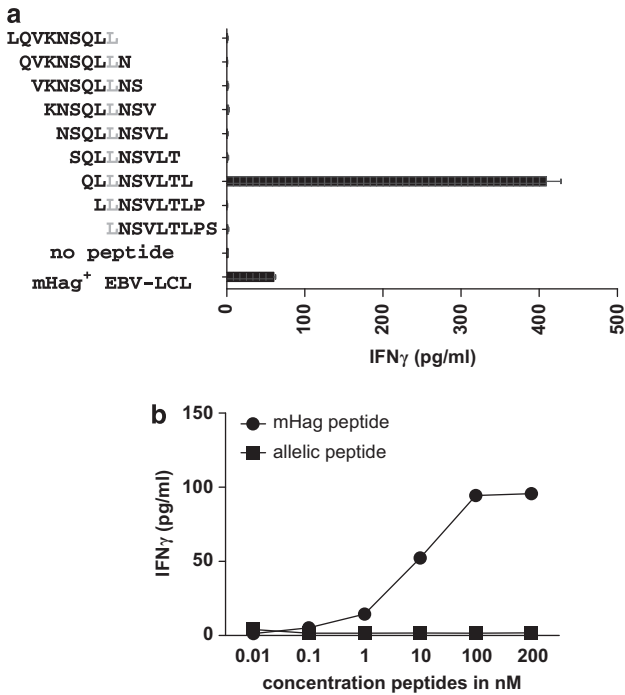 a
LQVKNSQLL
QVKNSQLLN
VKNSQLLNS
KNSQLLNSV
NSQLLNSVL
SQLLNSVLT
QLLNSVLTL
LLNSVLTLP
LNSVLTLPS
no peptide
mHag+ EBV-LCL
0 100 200 300 400 500
IFNγ (pg/ml)
b
150
mHag peptide
allelic peptide
100
50
0
IFNγ (pg/ml)
0.01 0.1 1 10 100 200
concentration peptides in nM